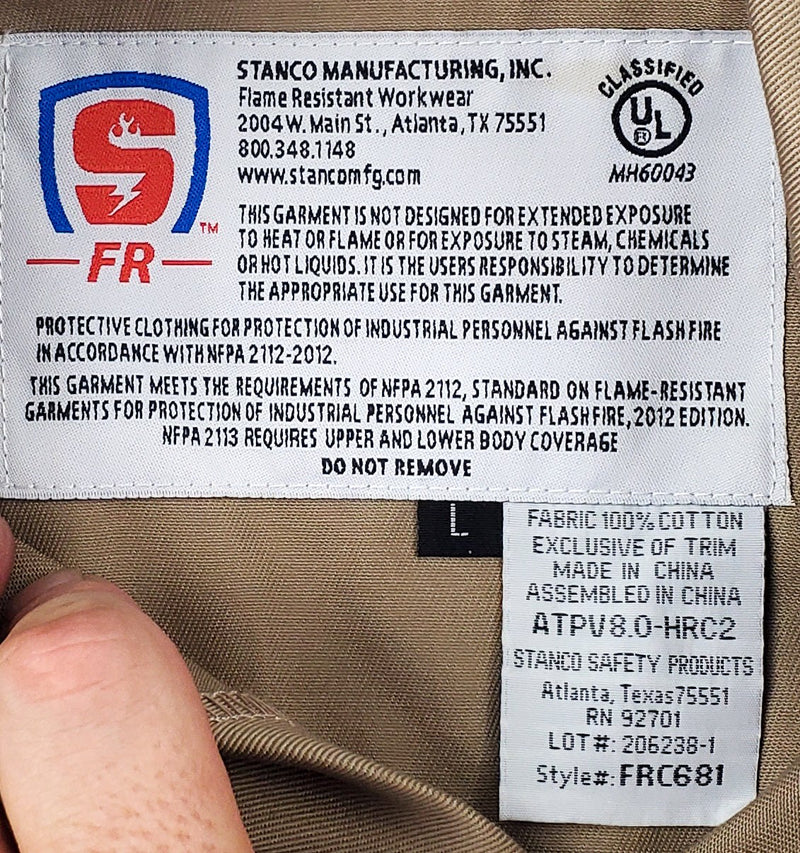 STANCO MANUFACTURING, INC.
Flame Resistant Workwear
2004 W. Main St., Atlanta, TX 75551
800.348.1148
www.stancomfg.com
CLASSIFIED
UL
®
MH60043
S
TM
FR
THIS GARMENT IS NOT DESIGNED FOR EXTENDED EXPOSURE
TO HEAT OR FLAME OR FOR EXPOSURE TO STEAM, CHEMICALS
OR HOT LIQUIDS. IT IS THE USERS RESPONSIBILITY TO DETERMINE
THE APPROPRIATE USE FOR THIS GARMENT.
PROTECTIVE CLOTHING FOR PROTECTION OF INDUSTRIAL PERSONNEL AGAINST FLASH FIRE
IN ACCORDANCE WITH NFPA 2112-2012.
THIS GARMENT MEETS THE REQUIREMENTS OF NFPA 2112, STANDARD ON FLAME-RESISTANT
GARMENTS FOR PROTECTION OF INDUSTRIAL PERSONNEL AGAINST FLASH FIRE, 2012 EDITION.
NFPA 2113 REQUIRES UPPER AND LOWER BODY COVERAGE
DO NOT REMOVE
L
FABRIC 100% COTTON
EXCLUSIVE OF TRIM
MADE IN CHINA
ASSEMBLED IN CHINA
ATPV 8.0-HRC2
STANCO SAFETY PRODUCTS
Atlanta, Texas 75551
RN 92701
LOT#: 206238-1
Style#: FRC681